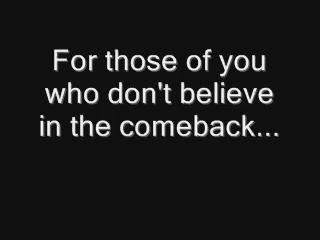 For those of you
who don't believe
in the comeback...